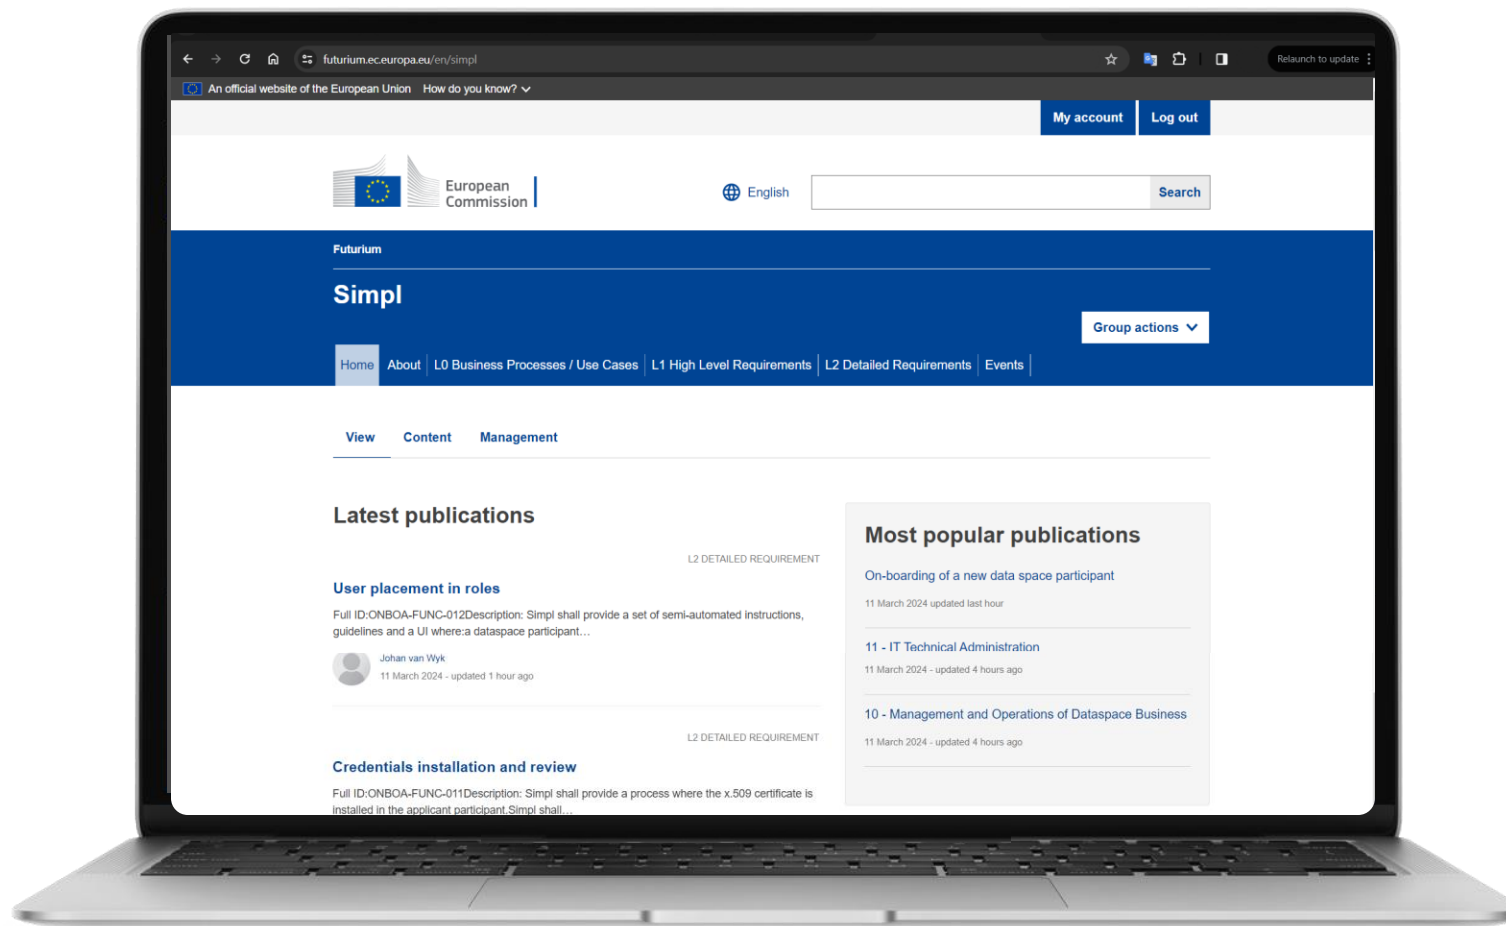 futurium.ec.europa.eu/en/simpl
Relaunch to update
An official website of the European Union How do you know?
My account Log out
European
Commission
English
Search
Futurium
Simpl
Group actions
Home About L0 Business Processes / Use Cases L1 High Level Requirements L2 Detailed Requirements Events
View Content Management
Latest publications
L2 DETAILED REQUIREMENT
User placement in roles
Full ID:ONBOA-FUNC-012Description: Simpl shall provide a set of semi-automated instructions,
guidelines and a UI where:a dataspace participant…
Johan van Wyk
11 March 2024 - updated 1 hour ago
L2 DETAILED REQUIREMENT
Credentials installation and review
Full ID:ONBOA-FUNC-011Description: Simpl shall provide a process where the x.509 certificate is
installed in the applicant participant.Simpl shall…
Most popular publications
On-boarding of a new data space participant
11 March 2024 updated last hour
11 - IT Technical Administration
11 March 2024 - updated 4 hours ago
10 - Management and Operations of Dataspace Business
11 March 2024 - updated 4 hours ago